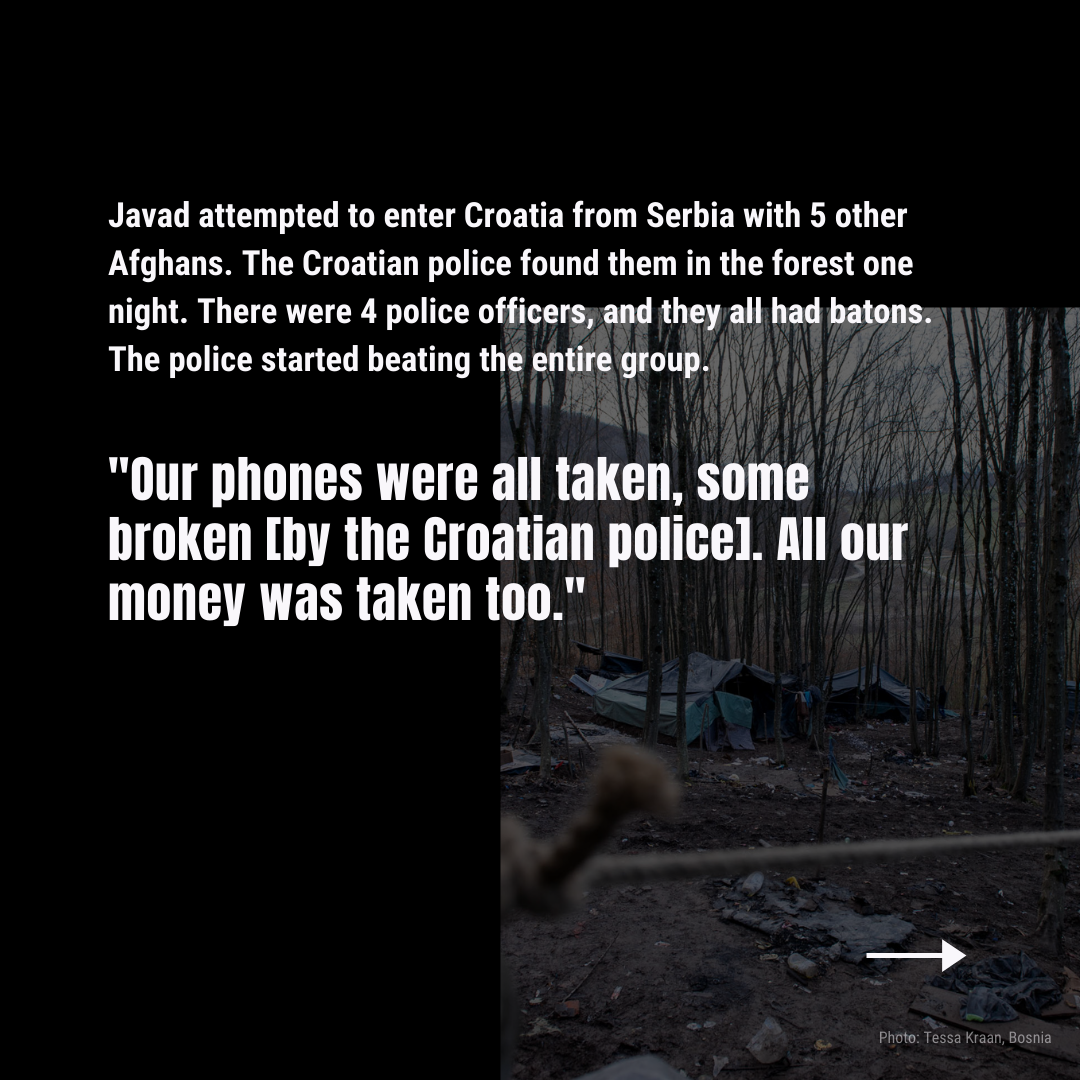 Javad attempted to enter Croatia from Serbia with 5 other
Afghans. The Croatian police found them in the forest one
night. There were 4 police officers, and they all had batons.
The police started beating the entire group.
"Our phones were all taken, some
broken [by the Croatian police]. All our
money was taken too."
Photo: Tessa Kraan, Bosnia